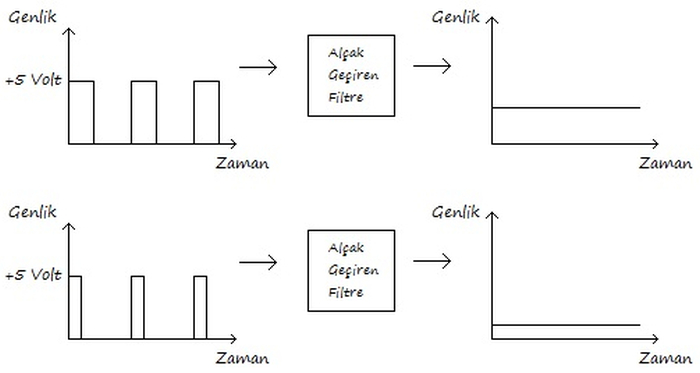 Genlik
+5 Volt
Zaman
Alçak
Geçiren
Filtre
Genlik
Zaman
Genlik
+5 Volt
Zaman
Alçak
Geçiren
Filtre
Genlik
Zaman